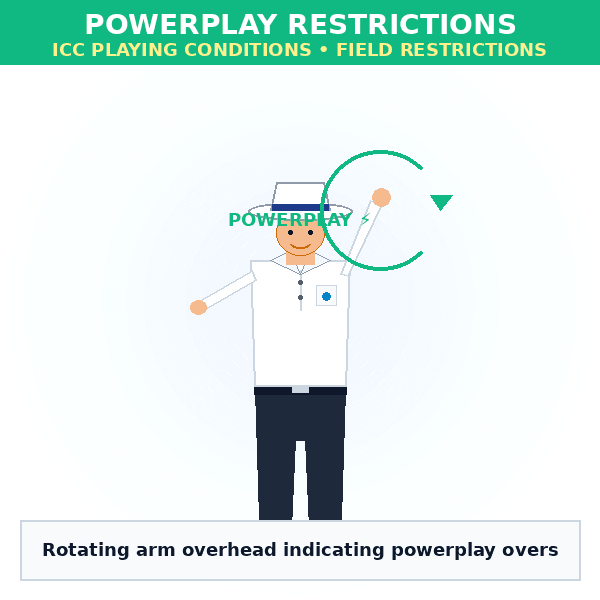 POWERPLAY RESTRICTIONS
ICC PLAYING CONDITIONS • FIELD RESTRICTIONS
POWERPLAY ⚡
Rotating arm overhead indicating powerplay overs